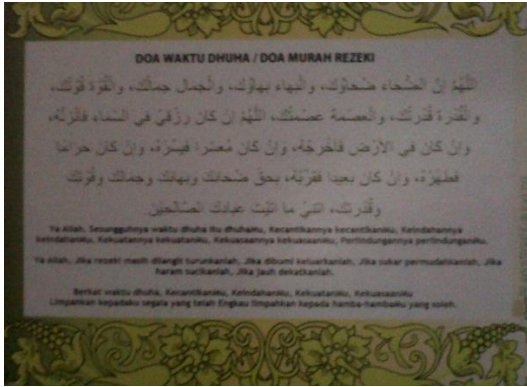 DOA WAKTU DHUHA / DOA MURAH REZEKI
اللَّهُمَّ إِنَّ الضُّحَاءَ ضُحَاؤُكَ، وَالْبَهَاءَ بَهَاؤُكَ، وَالْجَمَالَ جَمَالُكَ، وَالْقُوَّةَ قُوَّتُكَ،
وَالْقُدْرَةَ قُدْرَتُكَ، وَالْعِصْمَةَ عِصْمَتُكَ، اللَّهُمَّ إِنْ كَانَ رِزْقِيْ فِي السَّمَاءِ فَأَنْزِلْهُ،
وَإِنْ كَانَ فِي الأَرْضِ فَأَخْرِجْهُ، وَإِنْ كَانَ مُعَسَّرًا فَيَسِّرْهُ، وَإِنْ كَانَ حَرَامًا
فَطَهِّرْهُ، وَإِنْ كَانَ بَعِيدًا فَقَرِّبْهُ، بِحَقِّ ضُحَائِكَ وَبَهَائِكَ وَجَمَالِكَ وَقُوَّتِكَ
وَقُدْرَتِكَ، آتِنِيْ مَا آتَيْتَ عِبَادَكَ الصَّالِحِيْنَ.
Ya Allah, Sesungguhnya waktu dhuha itu dhuhaMu, Kecantikannya kecantikanMu, Keindahannya
keindahanMu, Kekuatannya kekuatanMu, Kekuasaannya kekuasaanMu, Perlindungannya perlindunganMu.
Ya Allah, Jika rezeki masih dilangit turunkanlah, Jika dibumi keluarkanlah, Jika sukar permudahkanlah, Jika
haram sucikanlah, Jika jauh dekatkanlah.
Berkat waktu dhuha, KecantikanMu, KeindahanMu, KekuatanMu, KekuasaanMu
Limpahkan kepadaku segala yang telah Engkau limpahkan kepada hamba-hambaMu yang soleh.